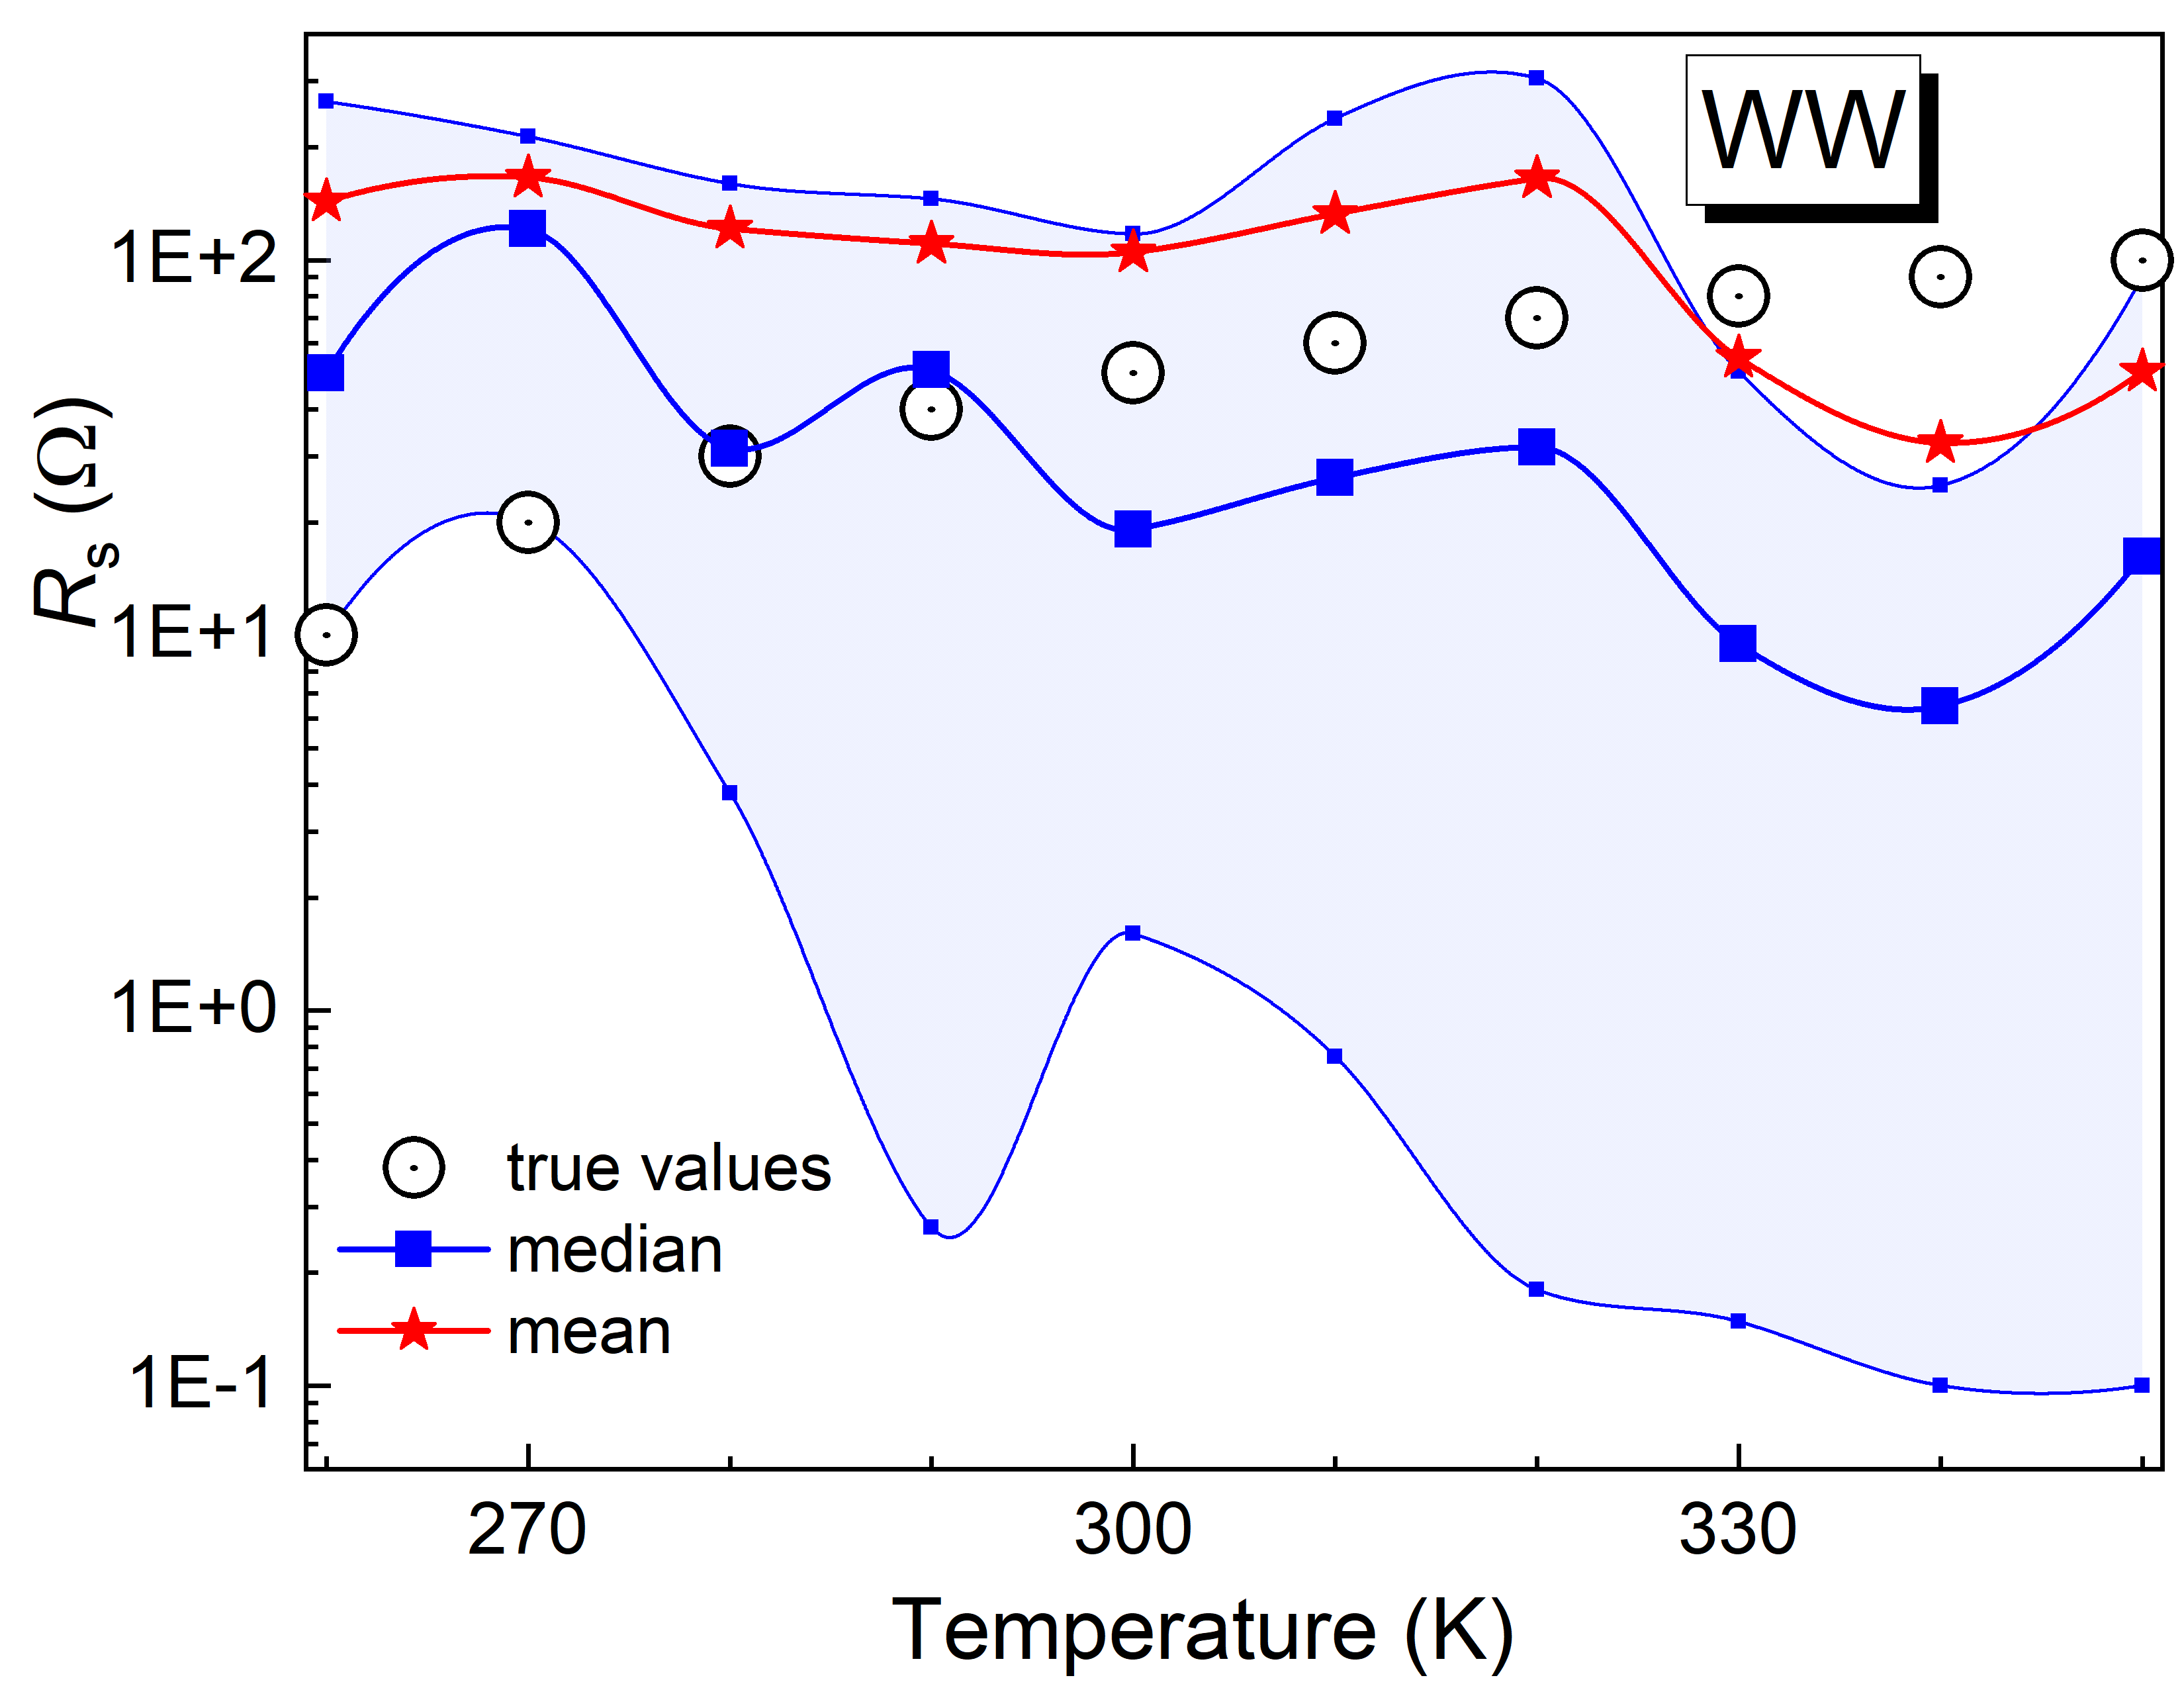 WW
1E+2
1E+1
1E+0
1E-1
Rs (Ω)
true values
median
mean
270 300 330
Temperature (K)